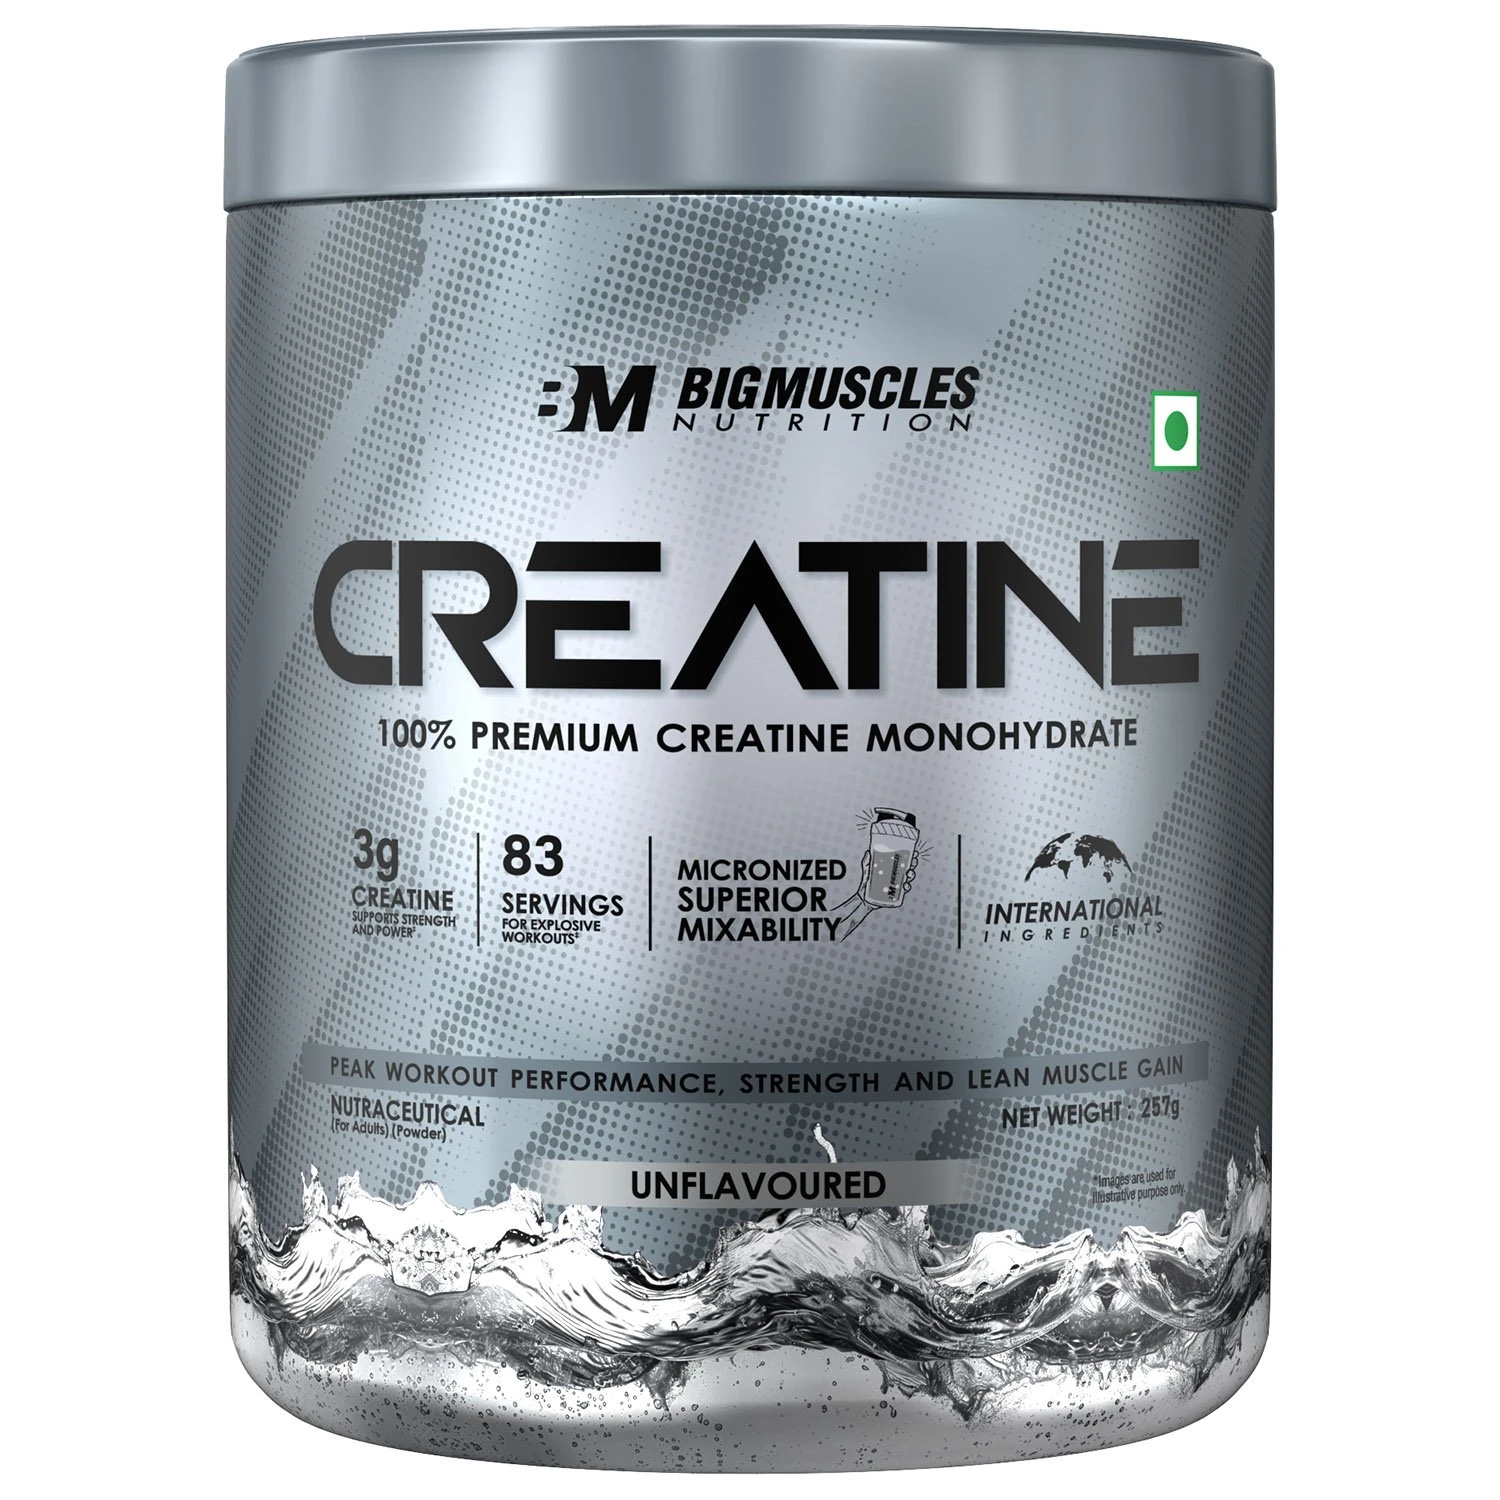 BM BIGMUSCLES
NUTRITION
CREATINE
100% PREMIUM CREATINE MONOHYDRATE
3g
CREATINE
SUPPORTS STRENGTH
AND POWER‡
83
SERVINGS
FOR EXPLOSIVE
WORKOUTS‡
MICRONIZED
SUPERIOR
MIXABILITY
INTERNATIONAL
INGREDIENTS
PEAK WORKOUT PERFORMANCE, STRENGTH AND LEAN MUSCLE GAIN
NUTRACEUTICAL
(For Adults) (Powder)
NET WEIGHT : 257g
UNFLAVOURED
*Images are used for
illustrative purpose only.